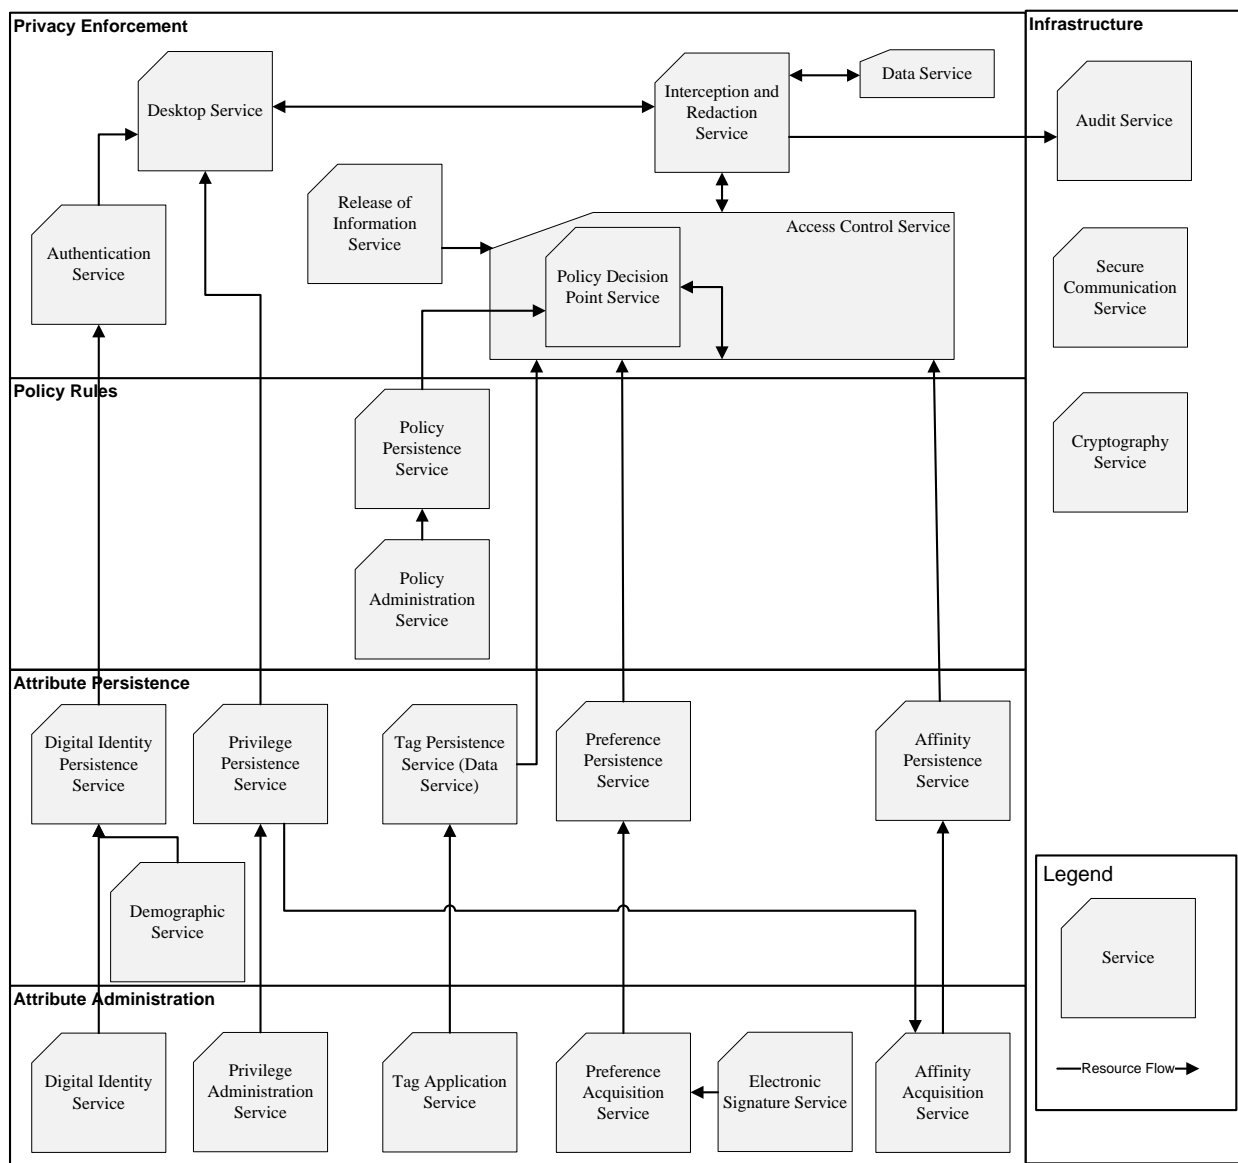 Privacy Enforcement
Infrastructure
Desktop Service
Interception and
Redaction
Service
Data Service
Audit Service
Release of
Information
Service
Access Control Service
Authentication
Service
Policy Decision
Point Service
Secure
Communication
Service
Policy Rules
Policy
Persistence
Service
Cryptography
Service
Policy
Administration
Service
Attribute Persistence
Digital Identity
Persistence
Service
Privilege
Persistence
Service
Tag Persistence
Service (Data
Service)
Preference
Persistence
Service
Affinity
Persistence
Service
Demographic
Service
Legend
Service
Resource Flow
Attribute Administration
Digital Identity
Service
Privilege
Administration
Service
Tag Application
Service
Preference
Acquisition
Service
Electronic
Signature Service
Affinity
Acquisition
Service